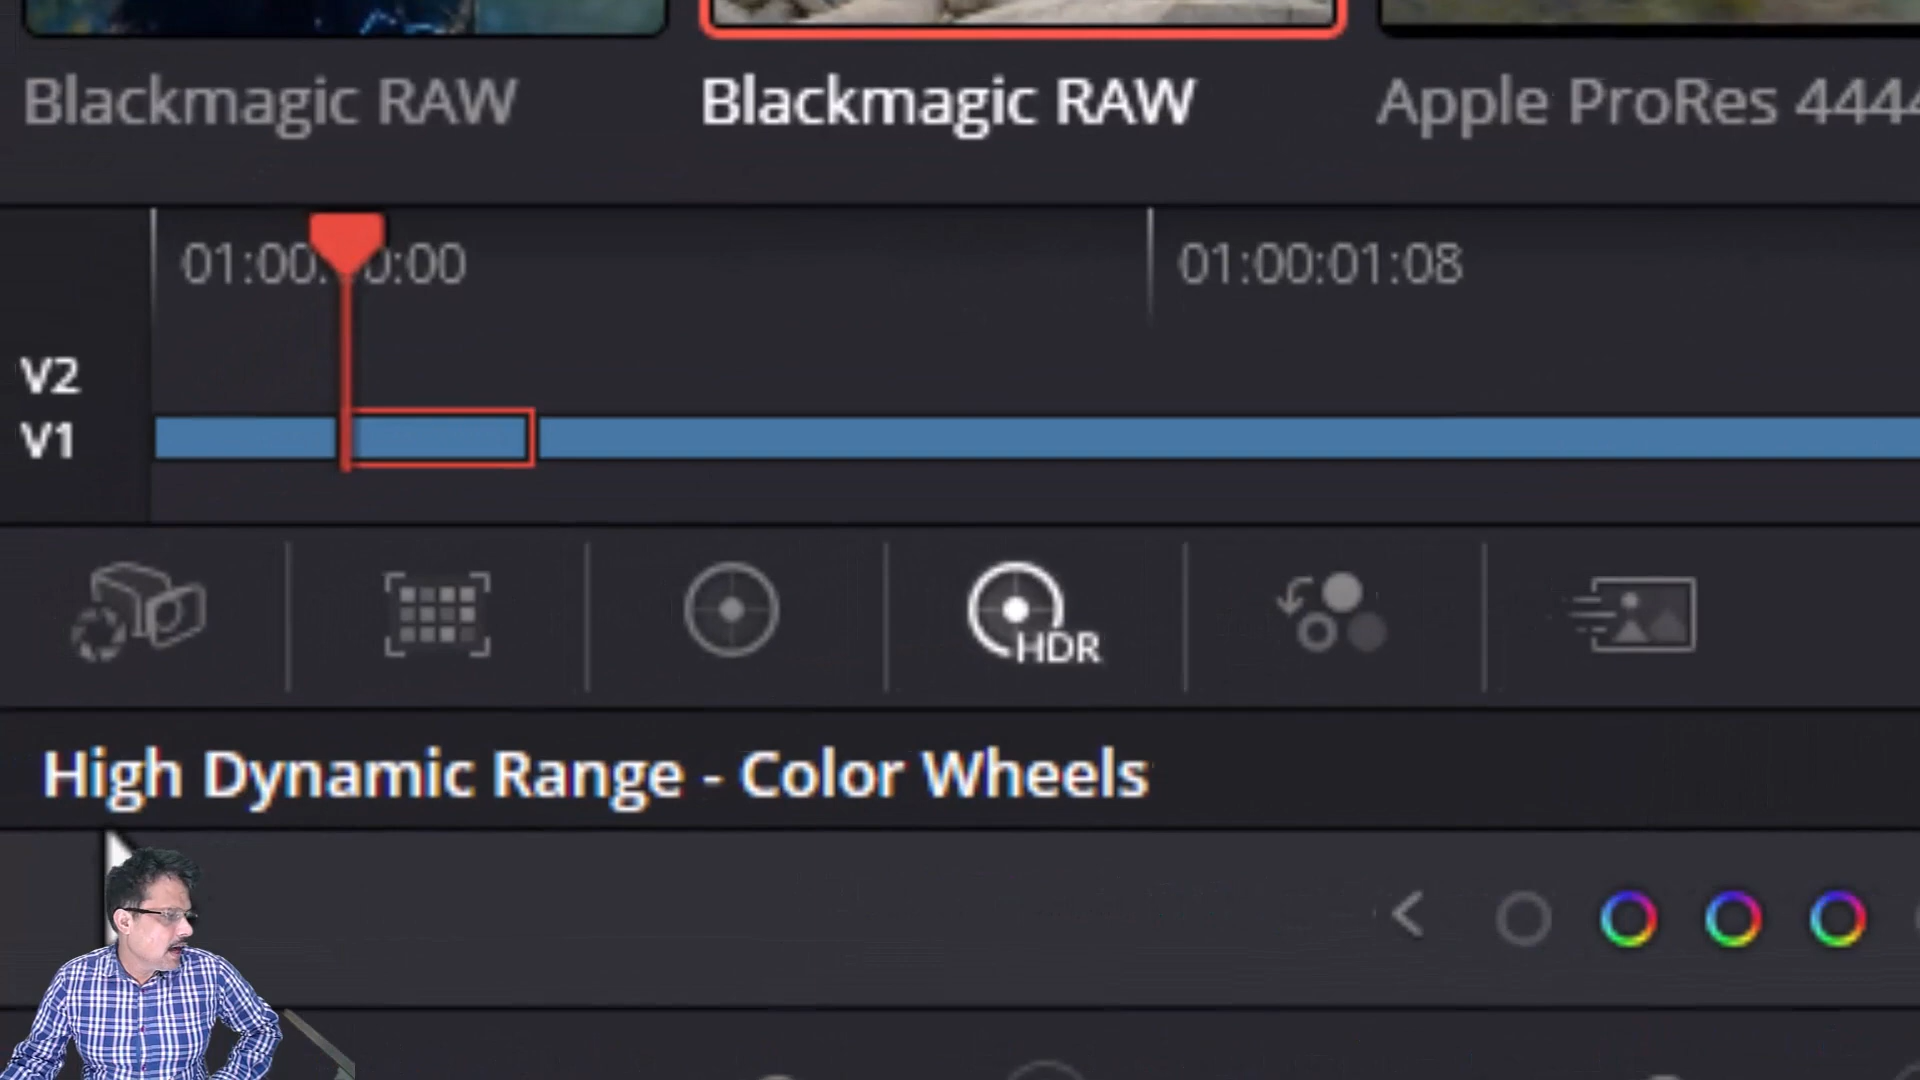 Blackmagic RAW
Blackmagic RAW
Apple ProRes 444
01:00:00:00
01:00:01:08
V2
V1
HDR
High Dynamic Range - Color Wheels